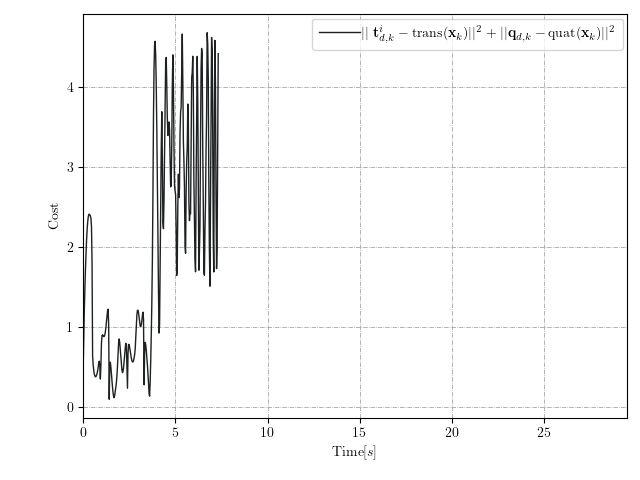 || t^i_{d,k} − trans(x_k)||^2 + ||q_{d,k} − quat(x_k)||^2
4
3
2
1
0
Cost
0 5 10 15 20 25
Time[s]